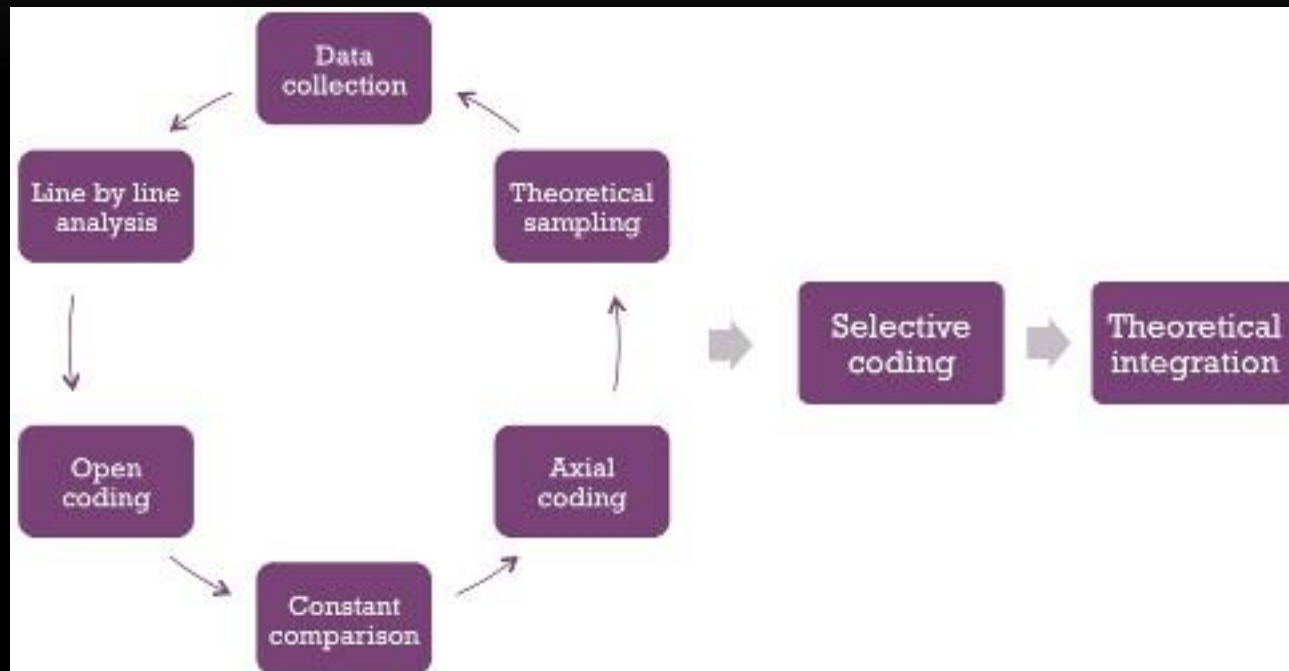 Data
collection
Line by line
analysis
Theoretical
sampling
Selective
coding
Theoretical
integration
Open
coding
Axial
coding
Constant
comparison